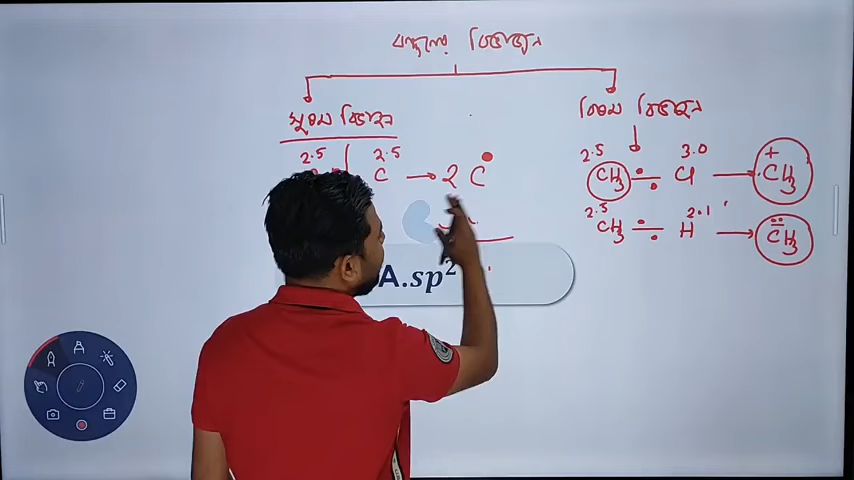 বন্ধনের বিভাজন
সুষম বিভাজন
বিষম বিভাজন
2.5 2.5
C → 2 C•
2.5 3.0
CH₃ : Cl → +CH₃
2.5 2.1
CH₃ : H → C̈H₃
A.sp²